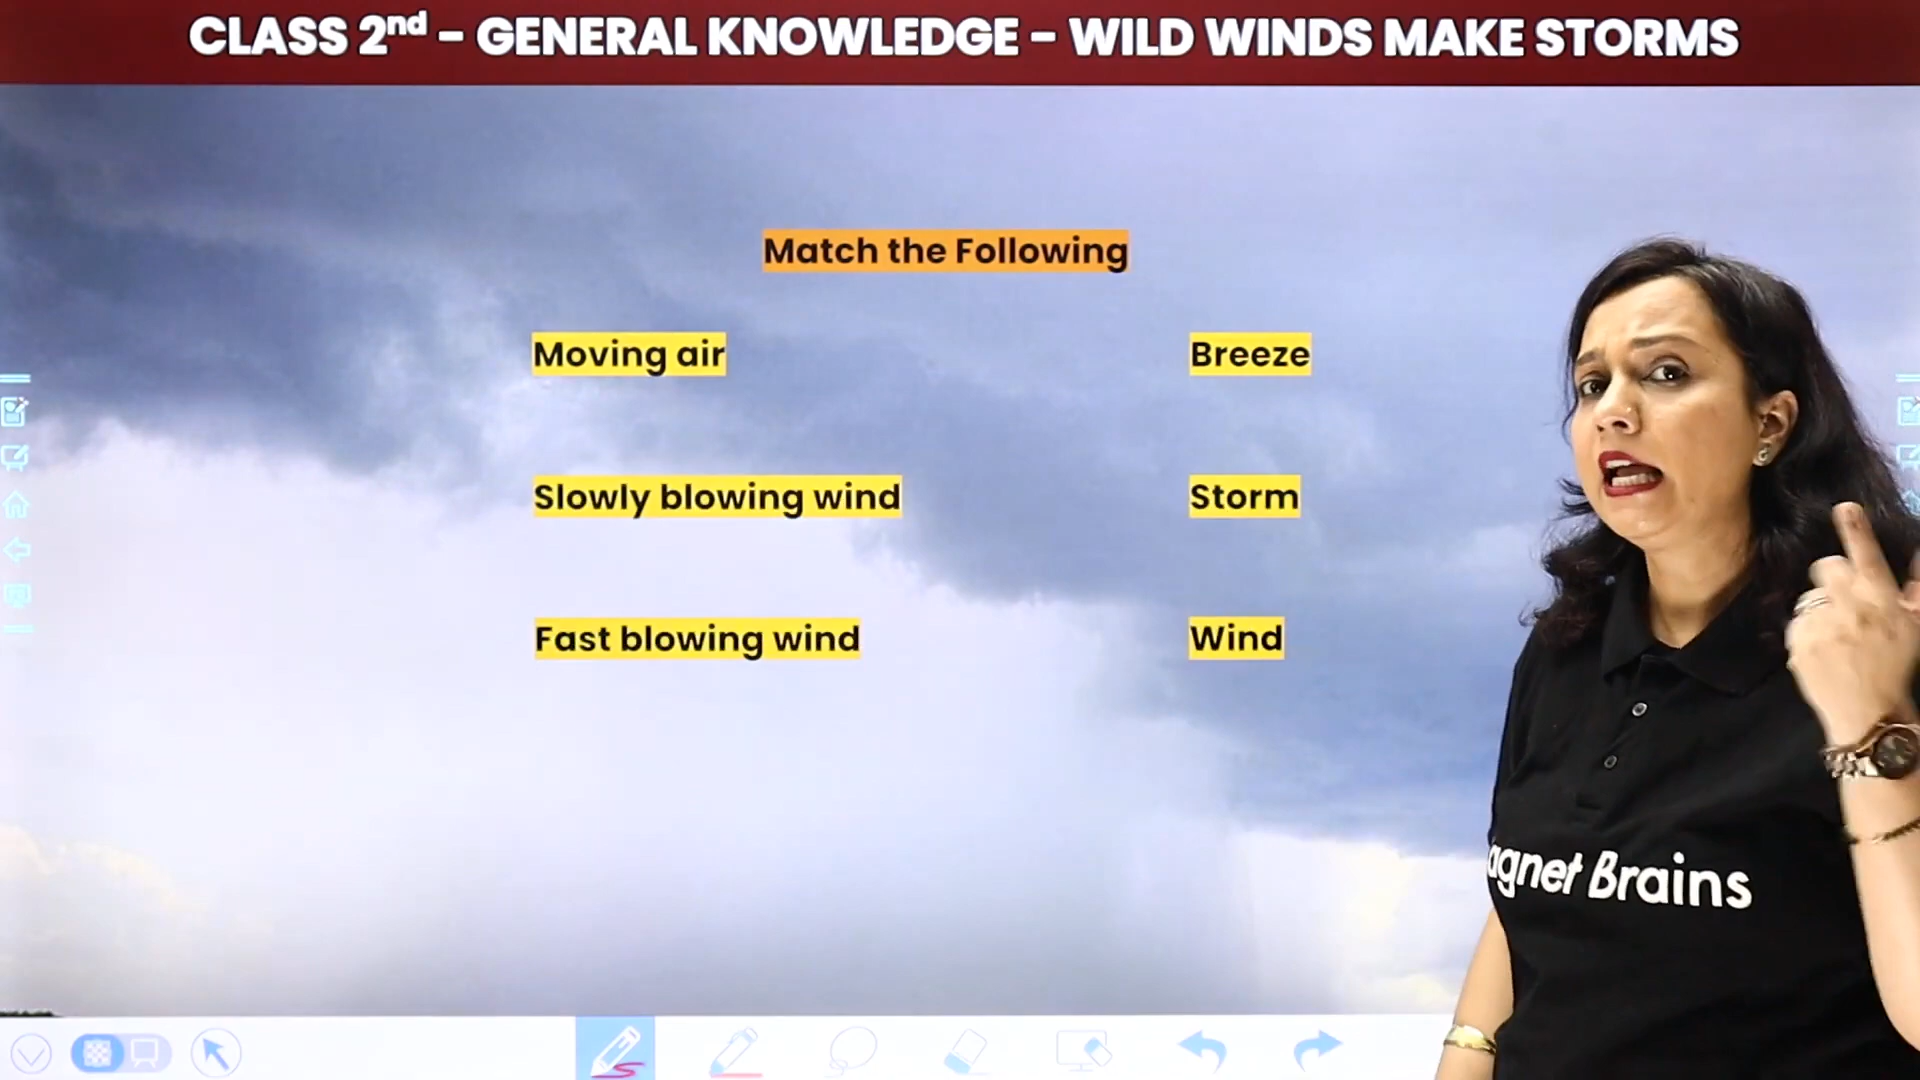 CLASS 2nd - GENERAL KNOWLEDGE - WILD WINDS MAKE STORMS
Match the Following
Moving air Breeze
Slowly blowing wind Storm
Fast blowing wind Wind
agnet Brains